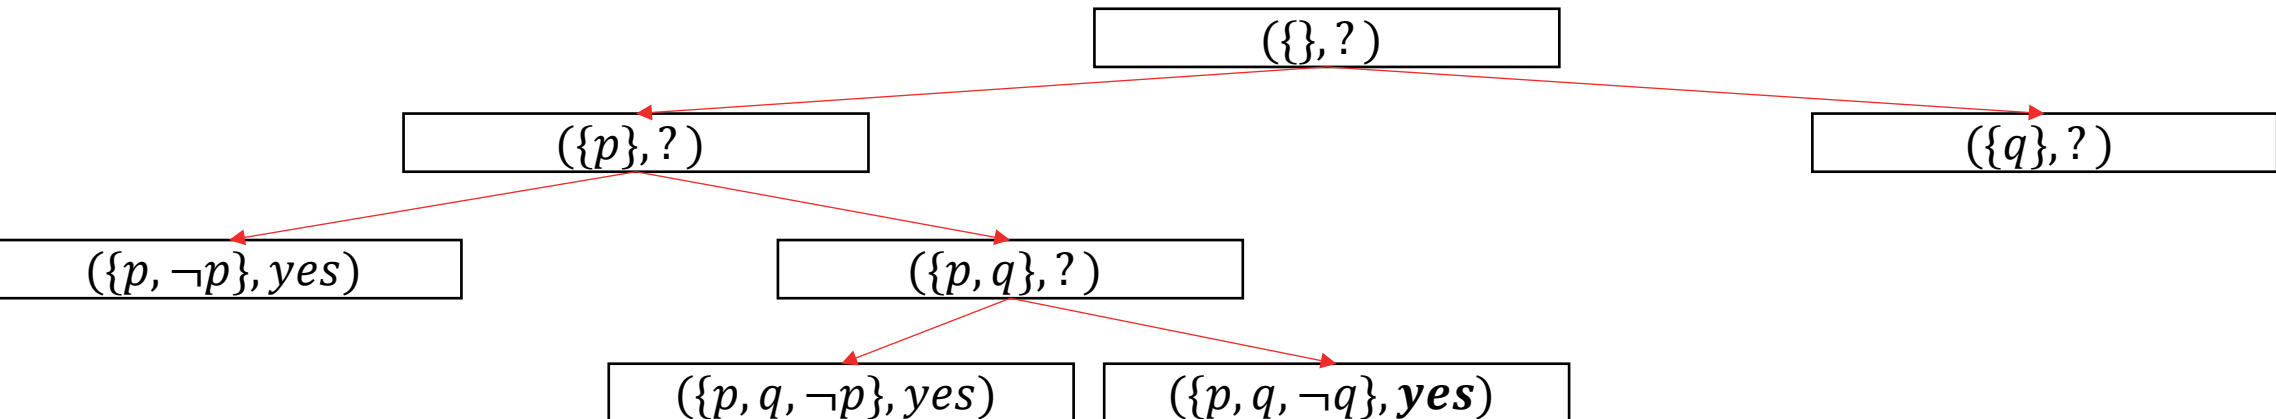 ({}, ? )
({p}, ? )
({q}, ? )
({p, ¬p}, yes)
({p, q}, ? )
({p, q, ¬p}, yes)
({p, q, ¬q}, yes)